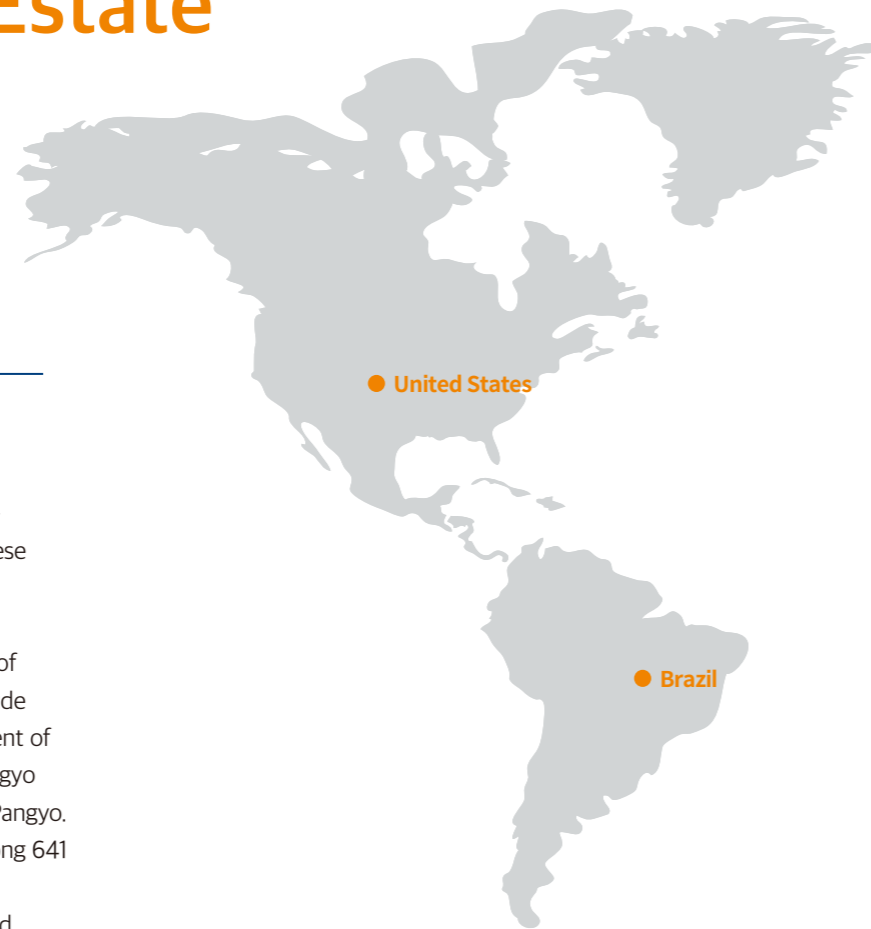 Estate
United States
ese
of
de
ent of
gyo
Pangyo.
ng 641
d
Brazil